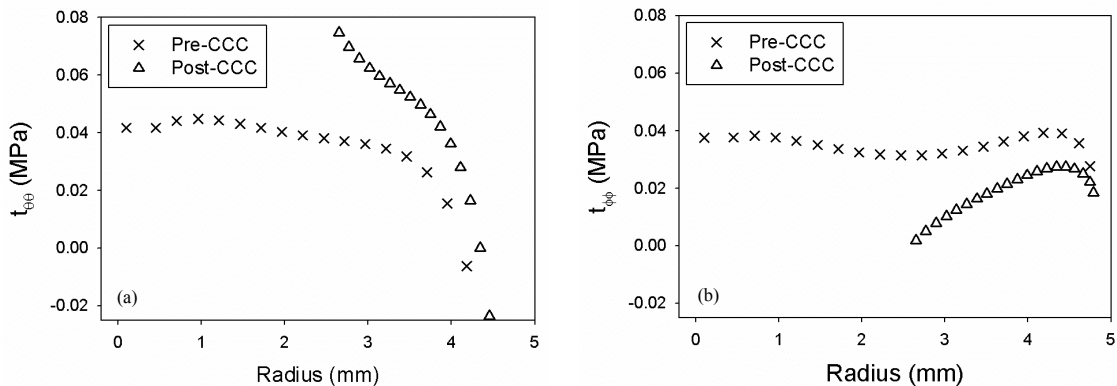 0.08
0.06
0.04
0.02
0.00
-0.02
t_θθ (MPa)
Pre-CCC
Post-CCC
(a)
0 1 2 3 4 5
Radius (mm)
0.08
0.06
0.04
0.02
0.00
-0.02
t_ϕϕ (MPa)
Pre-CCC
Post-CCC
(b)
0 1 2 3 4 5
Radius (mm)